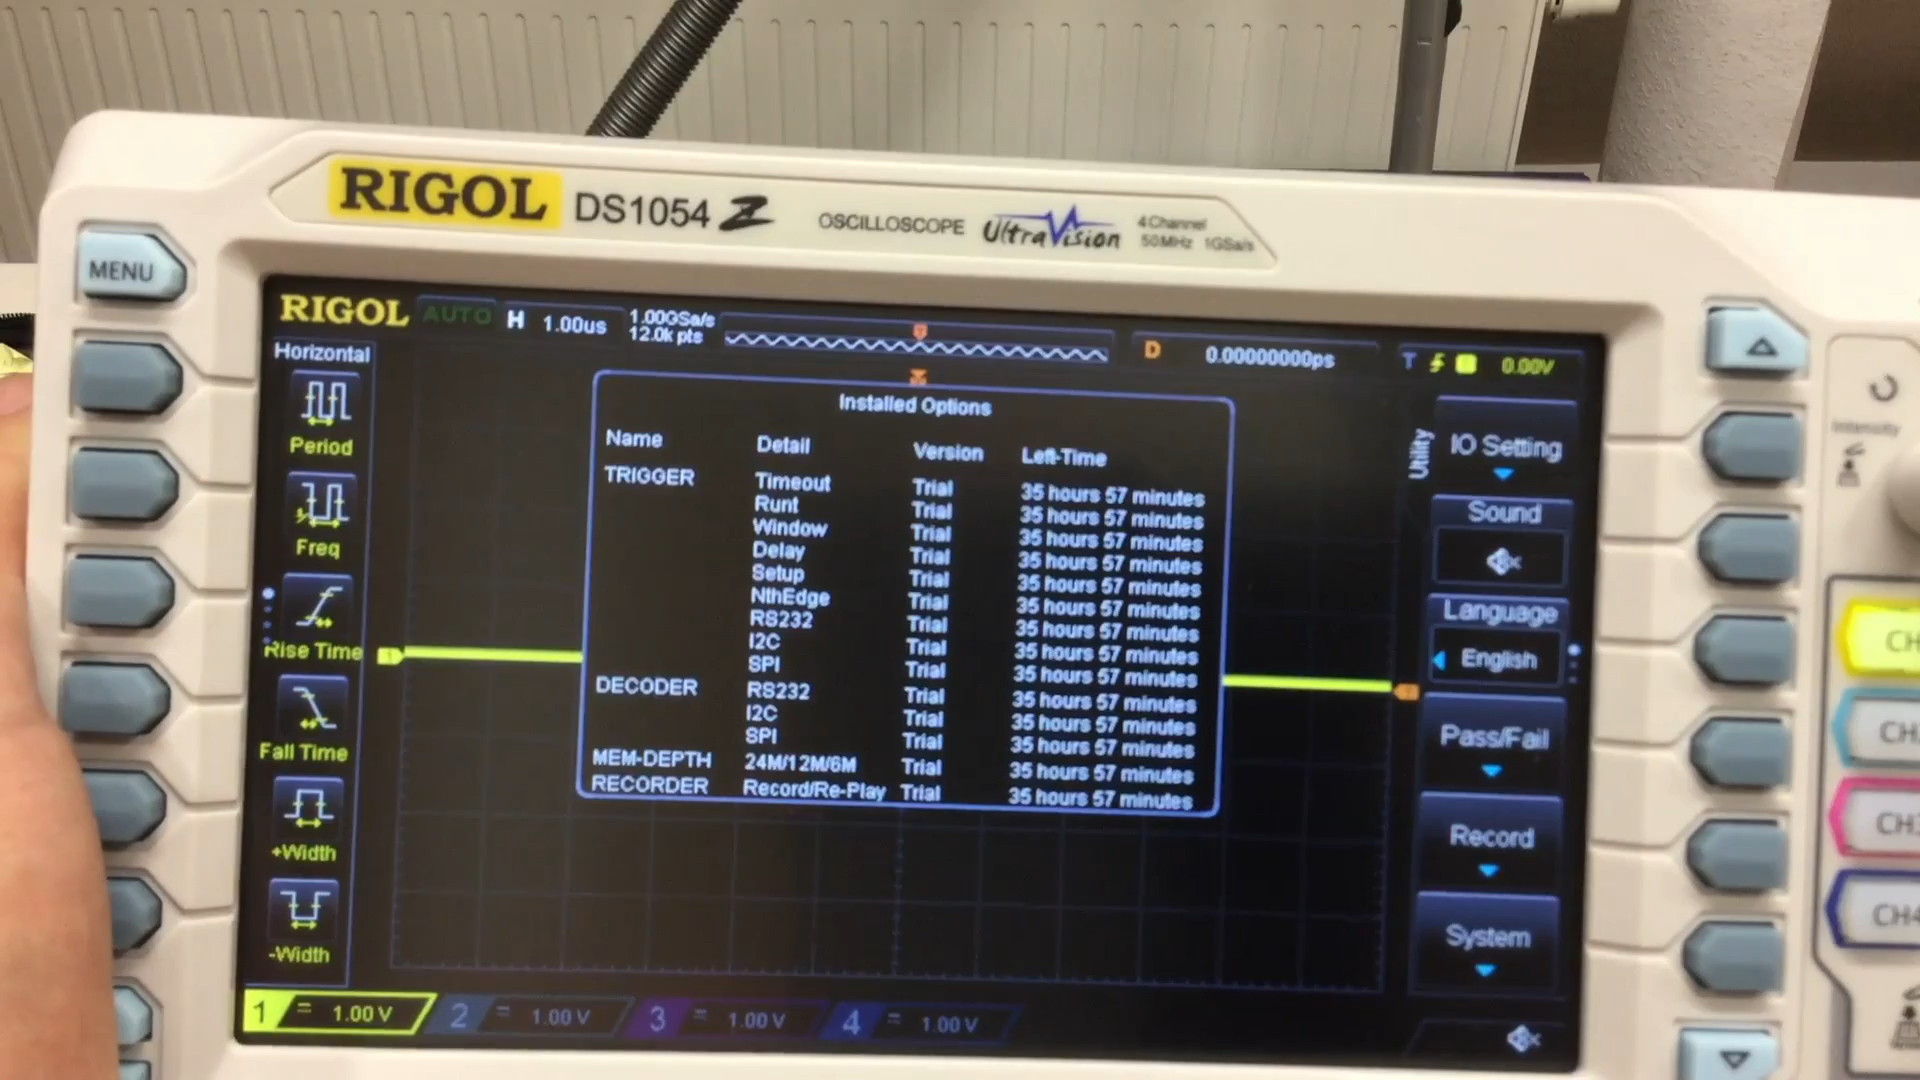 RIGOL DS1054 Z OSCILLOSCOPE UltraVision 4 Channel
50MHz 1GSa/s
MENU
RIGOL AUTO H 1.00us 1.00GSa/s
12.0k pts
D 0.00000000ps T 1 0.00V
Horizontal
Period
Freq
Rise Time
Fall Time
+Width
-Width
Installed Options
Name Detail Version Left-Time
TRIGGER Timeout Trial 35 hours 57 minutes
Runt Trial 35 hours 57 minutes
Window Trial 35 hours 57 minutes
Delay Trial 35 hours 57 minutes
Setup Trial 35 hours 57 minutes
NthEdge Trial 35 hours 57 minutes
RS232 Trial 35 hours 57 minutes
I2C Trial 35 hours 57 minutes
SPI Trial 35 hours 57 minutes
DECODER RS232 Trial 35 hours 57 minutes
I2C Trial 35 hours 57 minutes
SPI Trial 35 hours 57 minutes
MEM-DEPTH 24M/12M/6M Trial 35 hours 57 minutes
RECORDER Record/Re-Play Trial 35 hours 57 minutes
Utility
IO Setting
Sound
Language
English
Pass/Fail
Record
System
1 = 1.00 V 2 = 1.00 V 3 = 1.00 V 4 = 1.00 V
Intensity
CH
CH
CH
CH4